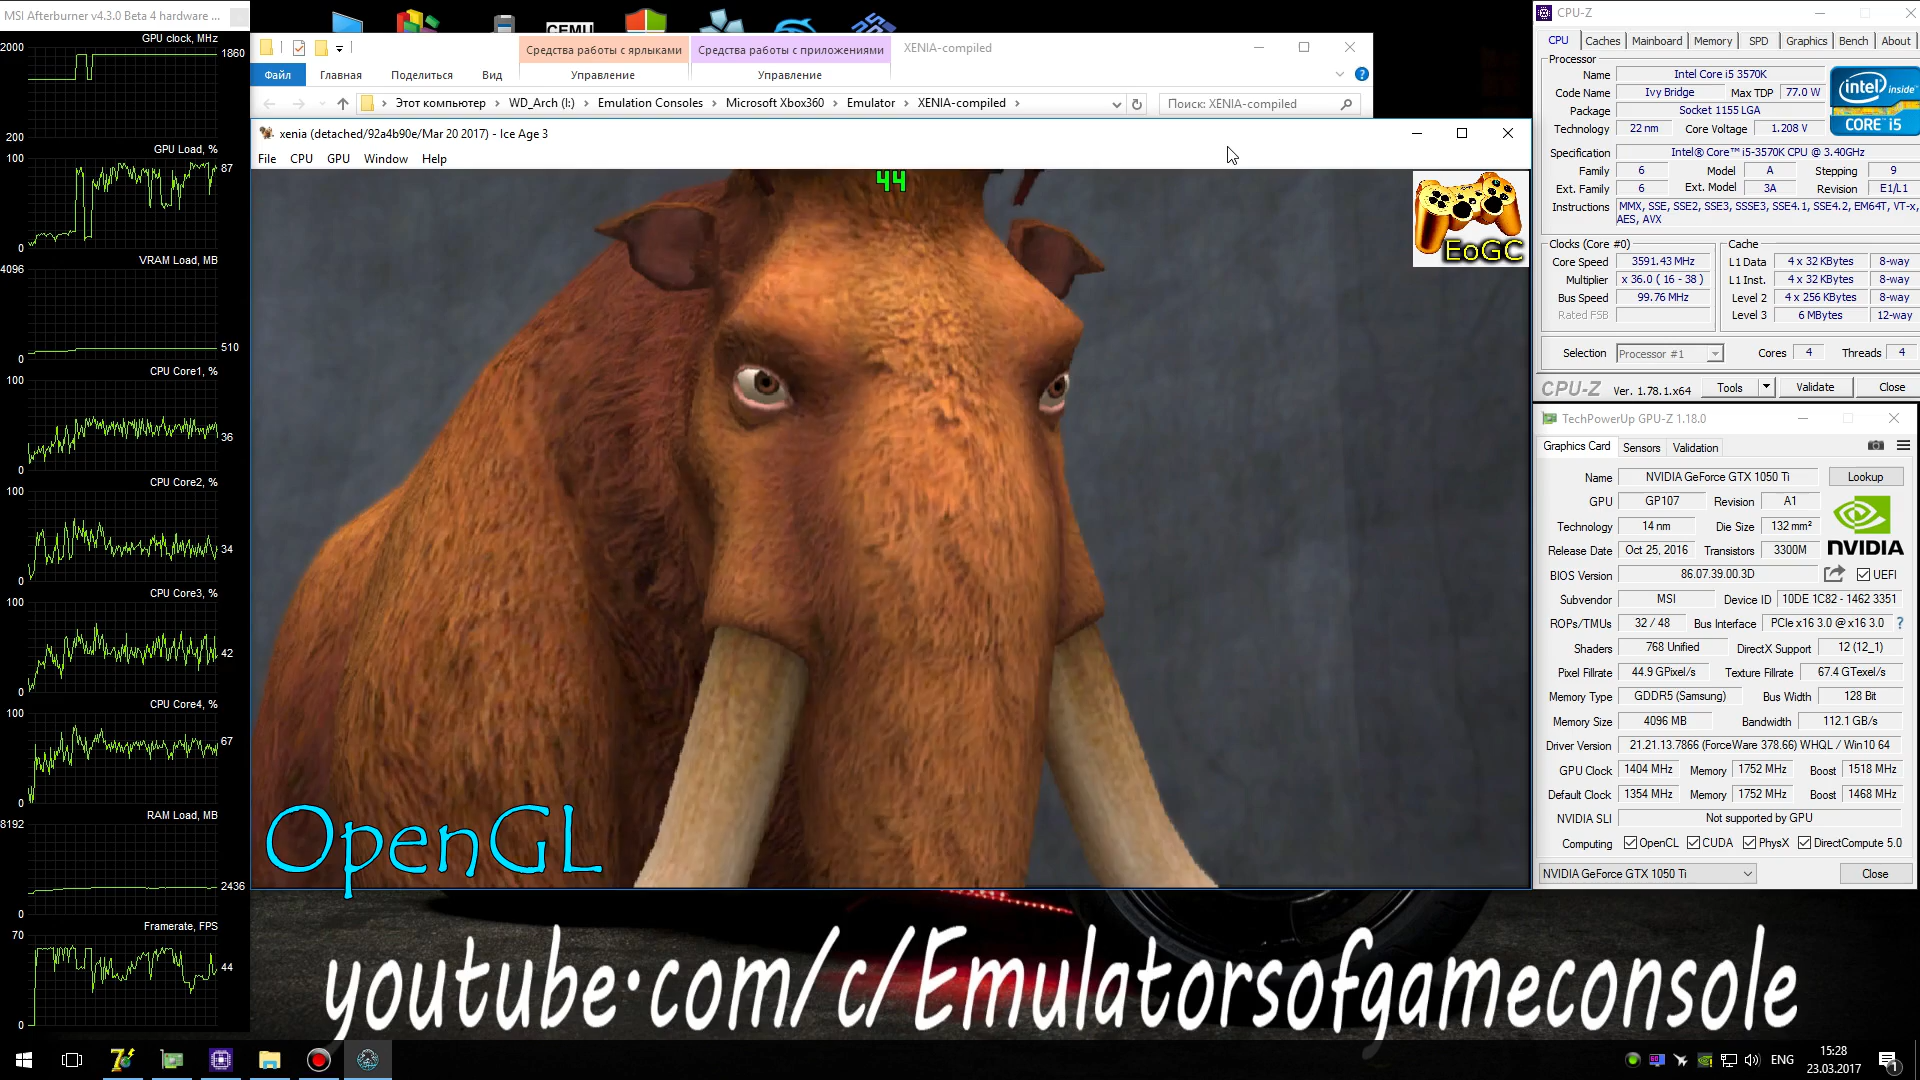 MSI Afterburner v4.3.0 Beta 4 hardware ...
GPU clock, MHz
2000
1860
200
GPU Load, %
100
87
0
VRAM Load, MB
4096
510
0
CPU Core1, %
100
36
0
CPU Core2, %
100
34
0
CPU Core3, %
100
42
0
CPU Core4, %
100
67
0
RAM Load, MB
8192
2436
0
Framerate, FPS
70
44
0
CEMU
Средства работы с ярлыками
Средства работы с приложениями
XENIA-compiled
Файл
Главная
Поделиться
Вид
Управление
Управление
Этот компьютер
WD_Arch (I:)
Emulation Consoles
Microsoft Xbox360
Emulator
XENIA-compiled
Поиск: XENIA-compiled
xenia (detached/92a4b90e/Mar 20 2017) - Ice Age 3
File CPU GPU Window Help
44
EoGC
OpenGL
youtube.com/c/Emulatorsofgameconsole
CPU-Z
CPU Caches Mainboard Memory SPD Graphics Bench About
Processor
Name Intel Core i5 3570K
Code Name Ivy Bridge Max TDP 77.0 W
Package Socket 1155 LGA
Technology 22 nm Core Voltage 1.208 V
intel inside™
CORE™ i5
Specification Intel® Core™ i5-3570K CPU @ 3.40GHz
Family 6 Model A Stepping 9
Ext. Family 6 Ext. Model 3A Revision E1/L1
Instructions MMX, SSE, SSE2, SSE3, SSSE3, SSE4.1, SSE4.2, EM64T, VT-x,
AES, AVX
Clocks (Core #0)
Core Speed 3591.43 MHz
Multiplier x 36.0 ( 16 - 38 )
Bus Speed 99.76 MHz
Rated FSB
Cache
L1 Data 4 x 32 KBytes 8-way
L1 Inst. 4 x 32 KBytes 8-way
Level 2 4 x 256 KBytes 8-way
Level 3 6 MBytes 12-way
Selection Processor #1 Cores 4 Threads 4
CPU-Z Ver. 1.78.1.x64 Tools Validate Close
TechPowerUp GPU-Z 1.18.0
Graphics Card Sensors Validation
Name NVIDIA GeForce GTX 1050 Ti Lookup
GPU GP107 Revision A1
Technology 14 nm Die Size 132 mm²
Release Date Oct 25, 2016 Transistors 3300M
NVIDIA
BIOS Version 86.07.39.00.3D UEFI
Subvendor MSI Device ID 10DE 1C82 - 1462 3351
ROPs/TMUs 32 / 48 Bus Interface PCIe x16 3.0 @ x16 3.0 ?
Shaders 768 Unified DirectX Support 12 (12_1)
Pixel Fillrate 44.9 GPixel/s Texture Fillrate 67.4 GTexel/s
Memory Type GDDR5 (Samsung) Bus Width 128 Bit
Memory Size 4096 MB Bandwidth 112.1 GB/s
Driver Version 21.21.13.7866 (ForceWare 378.66) WHQL / Win10 64
GPU Clock 1404 MHz Memory 1752 MHz Boost 1518 MHz
Default Clock 1354 MHz Memory 1752 MHz Boost 1468 MHz
NVIDIA SLI Not supported by GPU
Computing OpenCL CUDA PhysX DirectCompute 5.0
NVIDIA GeForce GTX 1050 Ti Close
ENG
15:28
23.03.2017
1